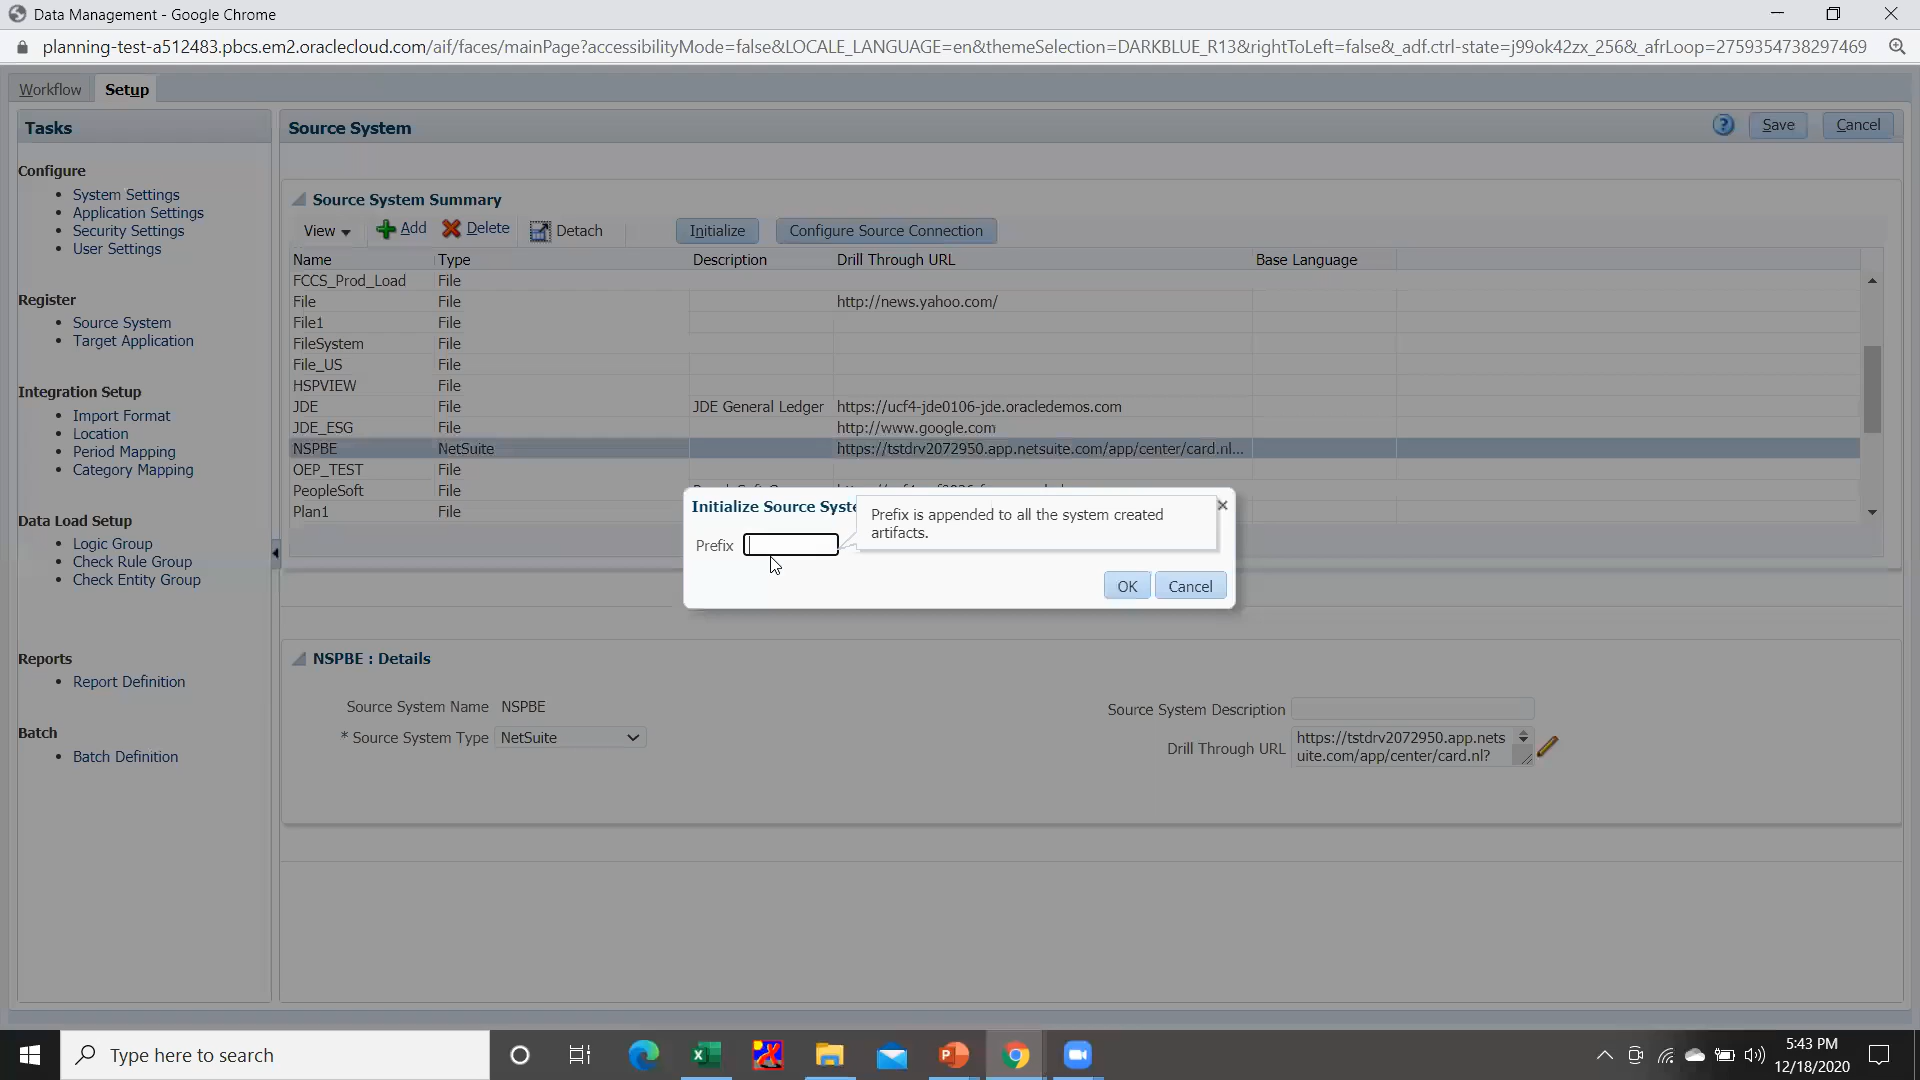 Data Management - Google Chrome
planning-test-a512483.pbcs.em2.oraclecloud.com/aif/faces/mainPage?accessibilityMode=false&LOCALE_LANGUAGE=en&themeSelection=DARKBLUE_R13&rightToLeft=false&_adf.ctrl-state=j99ok42zx_256&_afrLoop=2759354738297469
Workflow Setup
Tasks
Configure
• System Settings
• Application Settings
• Security Settings
• User Settings
Register
• Source System
• Target Application
Integration Setup
• Import Format
• Location
• Period Mapping
• Category Mapping
Data Load Setup
• Logic Group
• Check Rule Group
• Check Entity Group
Reports
• Report Definition
Batch
• Batch Definition
Source System ? Save Cancel
Source System Summary
View Add Delete Detach Initialize Configure Source Connection
Name Type Description Drill Through URL Base Language
FCCS_Prod_Load File
File File http://news.yahoo.com/
File1 File
FileSystem File
File_US File
HSPVIEW File
JDE File JDE General Ledger https://ucf4-jde0106-jde.oracledemos.com
JDE_ESG File http://www.google.com
NSPBE NetSuite https://tstdrv2072950.app.netsuite.com/app/center/card.nl...
OEP_TEST File
PeopleSoft File
Plan1 File
Initialize Source Syste
Prefix is appended to all the system created
artifacts.
Prefix
OK Cancel
NSPBE : Details
Source System Name NSPBE
* Source System Type NetSuite
Source System Description
Drill Through URL https://tstdrv2072950.app.nets
uite.com/app/center/card.nl?
Type here to search
5:43 PM
12/18/2020